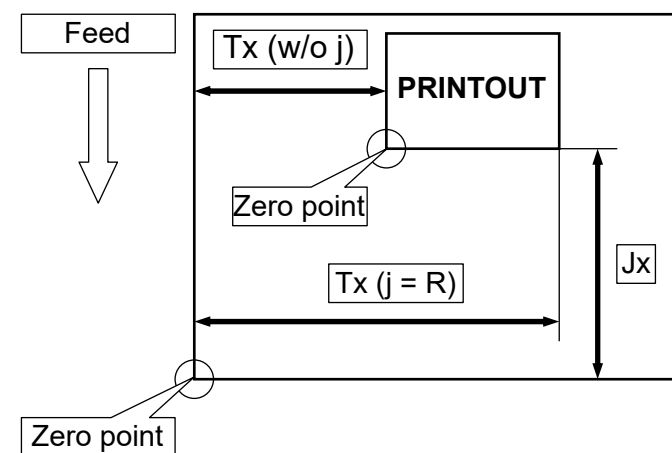 Feed
Tx (w/o j)
PRINTOUT
Zero point
Jx
Tx (j = R)
Zero point